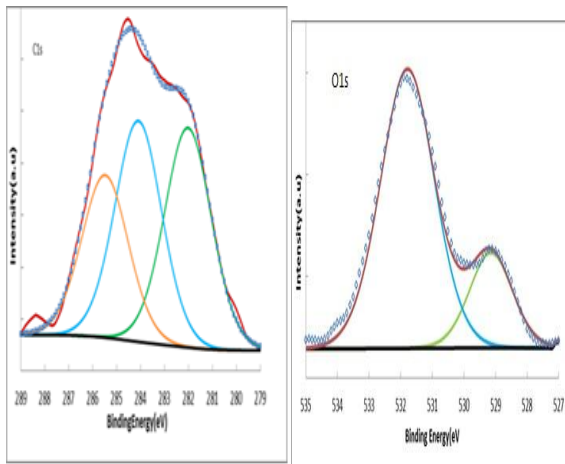 C1s
Intensity(a.u)
289 288 287 286 285 284 283 282 281 280 279
BindingEnergy(eV)
O1s
Intensity(a.u)
535 534 533 532 531 530 529 528 527
Binding Energy(eV